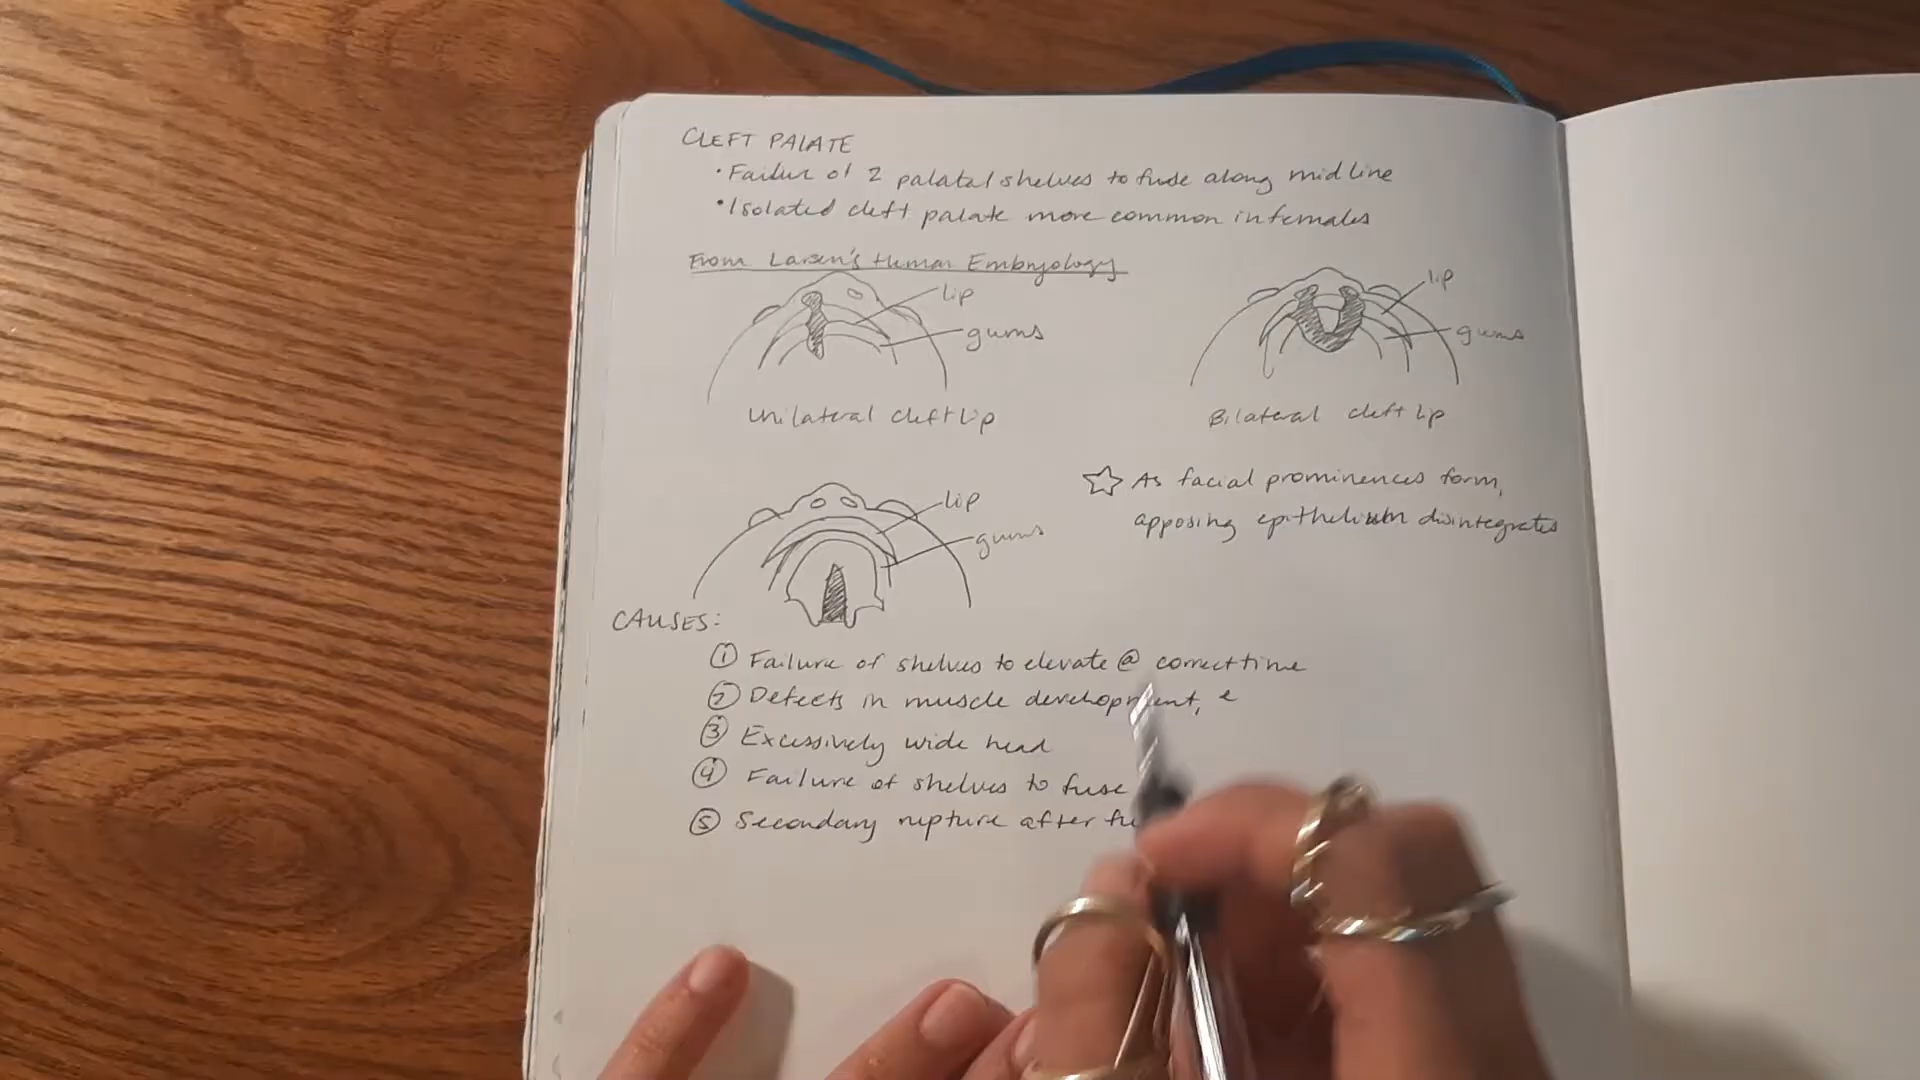 CLEFT PALATE
• Failure of 2 palatal shelves to fuse along midline
• Isolated cleft palate more common in females
From Larsen's Human Embryology
lip
gums
Unilateral cleft lip
lip
gums
Bilateral cleft lip
lip
gums
☆ As facial prominences form,
apposing epithelium disintegrates
CAUSES:
① Failure of shelves to elevate @ correct time
② Defects in muscle development, e
③ Excessively wide head
④ Failure of shelves to fuse
⑤ Secondary rupture after fu